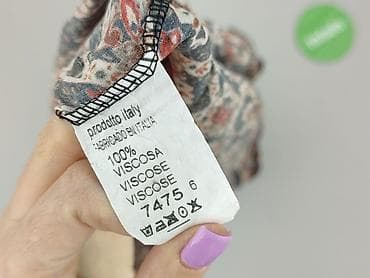 prodotto italy
FABRICADO EN ITALIA
100%
VISCOSA
VISCOSE
VISCOSE
7475 6